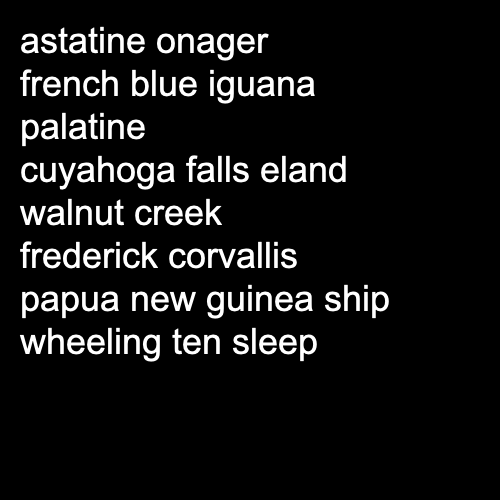 astatine onager
french blue iguana
palatine
cuyahoga falls eland
walnut creek
frederick corvallis
papua new guinea ship
wheeling ten sleep